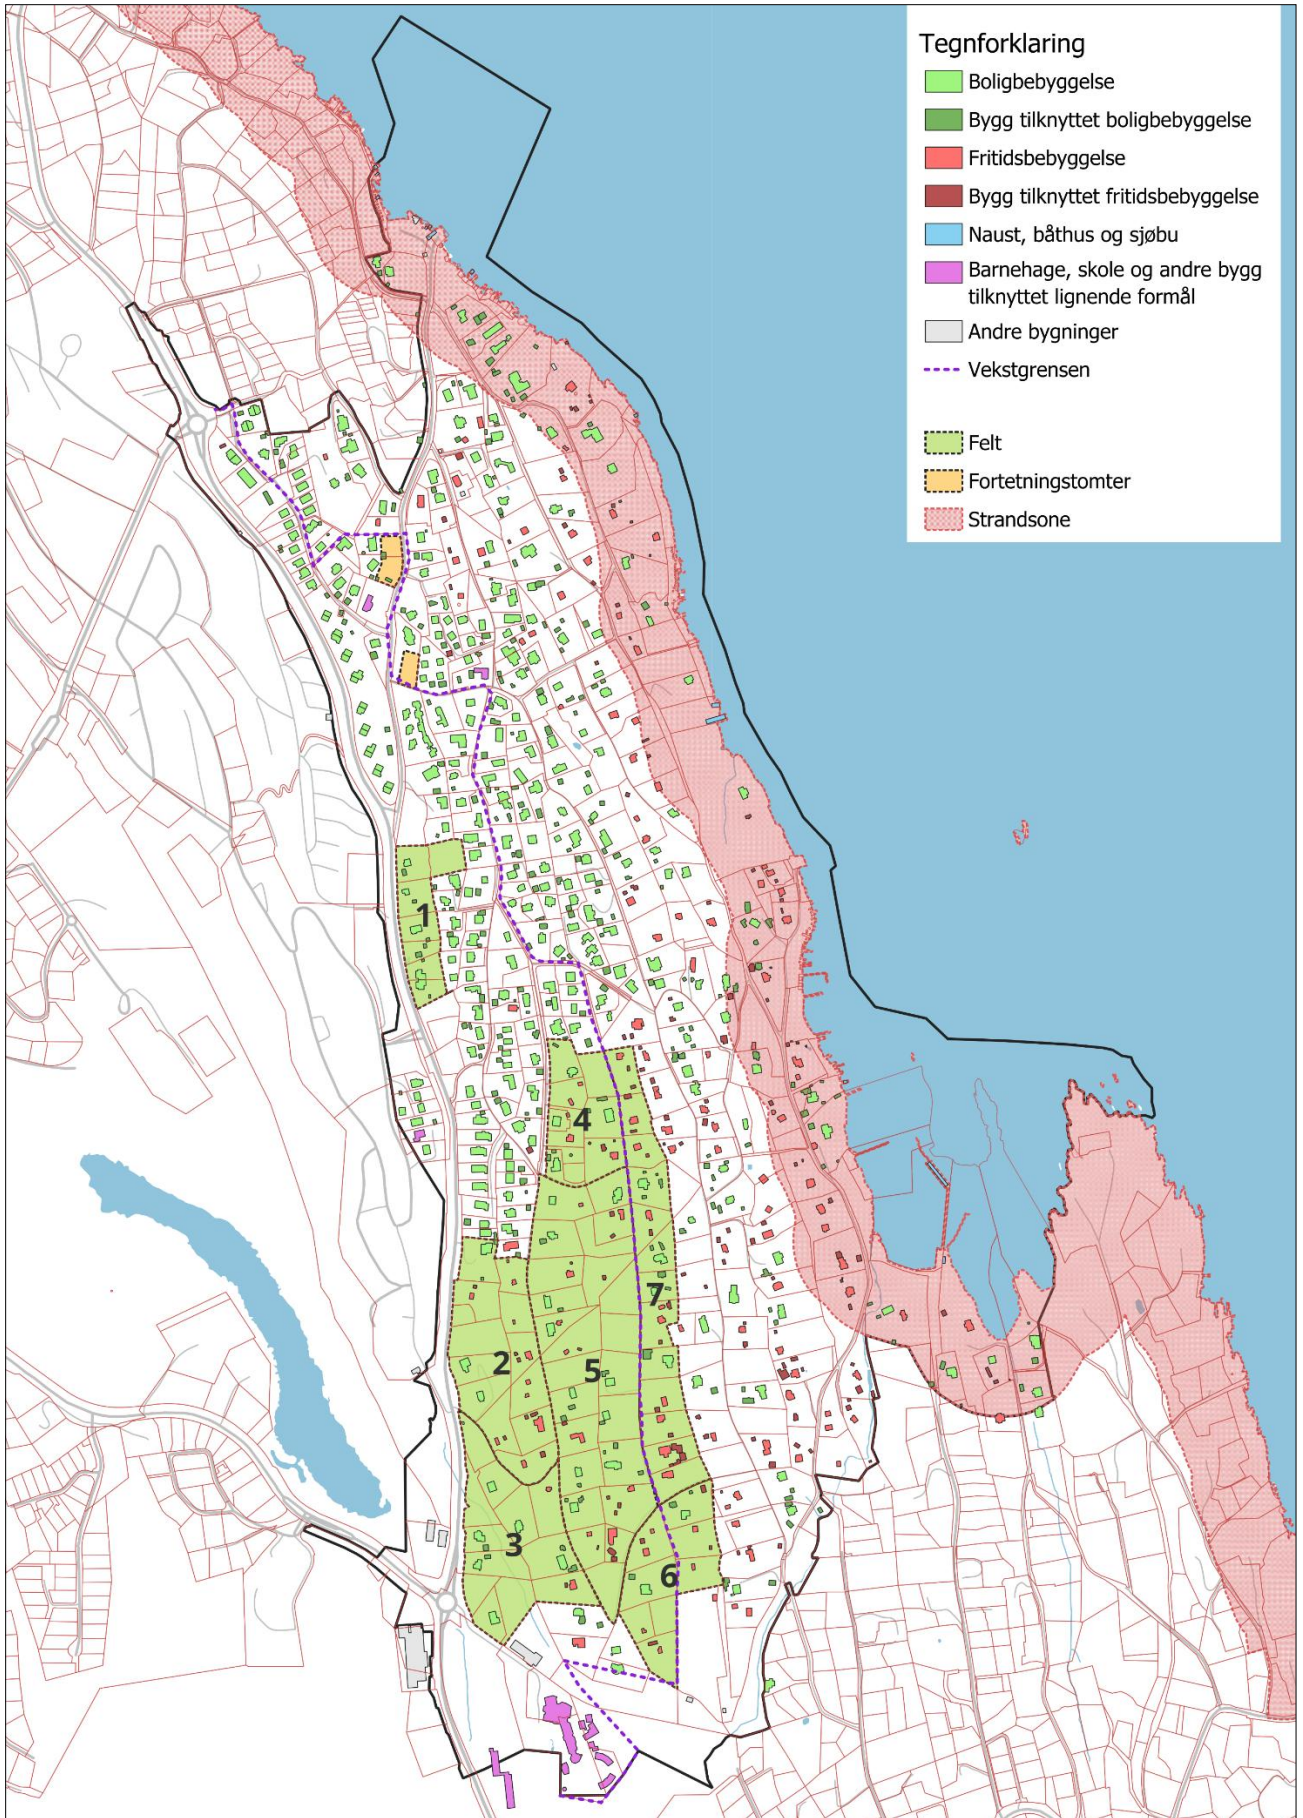 Tegnforklaring
Boligbebyggelse
Bygg tilknyttet boligbebyggelse
Fritidsbebyggelse
Bygg tilknyttet fritidsbebyggelse
Naust, båthus og sjøbu
Barnehage, skole og andre bygg
tilknyttet lignende formål
Andre bygninger
Vekstgrensen
Felt
Fortetningstomter
Strandsone
1
4
7
2
5
3
6